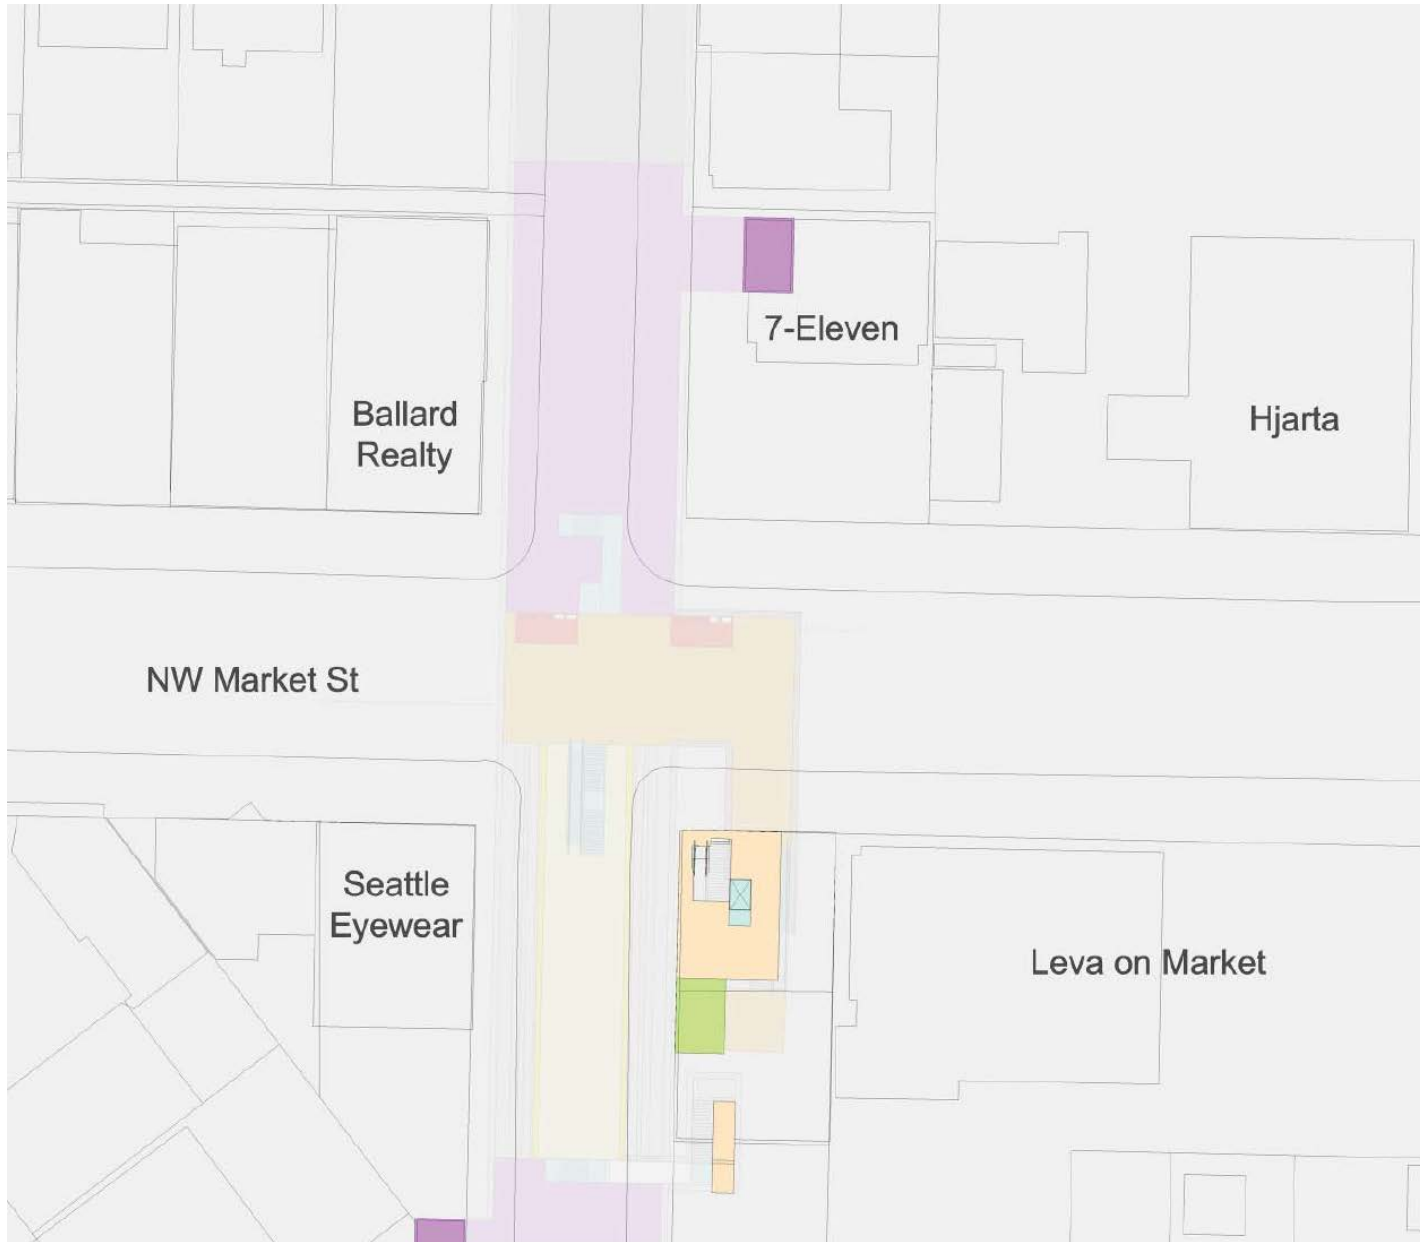 7-Eleven
Ballard
Realty
Hjarta
NW Market St
Seattle
Eyewear
Leva on Market